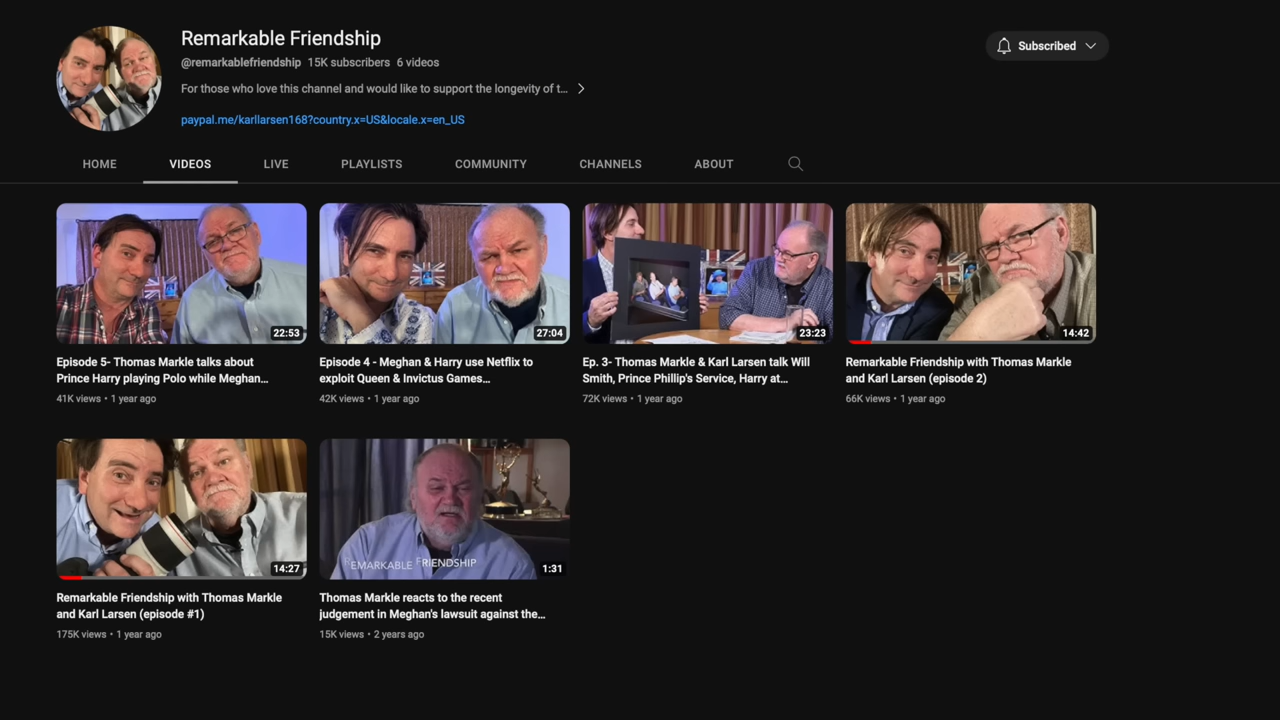 Remarkable Friendship
@remarkablefriendship 15K subscribers 6 videos
For those who love this channel and would like to support the longevity of t...
paypal.me/karllarsen168?country.x=US&locale.x=en_US
Subscribed
HOME VIDEOS LIVE PLAYLISTS COMMUNITY CHANNELS ABOUT
22:53
27:04
23:23
14:42
Episode 5- Thomas Markle talks about
Prince Harry playing Polo while Meghan...
41K views • 1 year ago
Episode 4 - Meghan & Harry use Netflix to
exploit Queen & Invictus Games...
42K views • 1 year ago
Ep. 3- Thomas Markle & Karl Larsen talk Will
Smith, Prince Phillip's Service, Harry at...
72K views • 1 year ago
Remarkable Friendship with Thomas Markle
and Karl Larsen (episode 2)
66K views • 1 year ago
14:27
REMARKABLE FRIENDSHIP
1:31
Remarkable Friendship with Thomas Markle
and Karl Larsen (episode #1)
175K views • 1 year ago
Thomas Markle reacts to the recent
judgement in Meghan's lawsuit against the...
15K views • 2 years ago